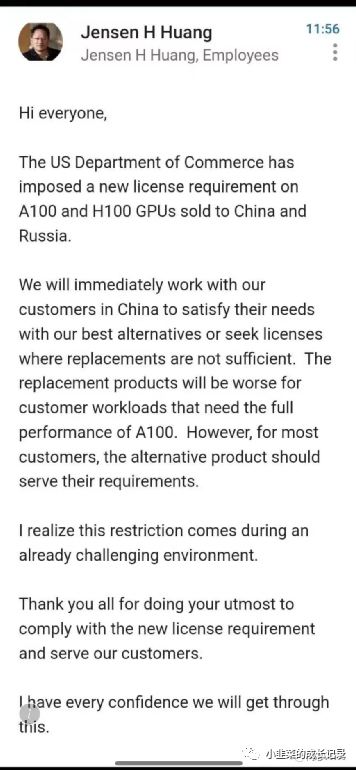 Jensen H Huang
11:56
Jensen H Huang, Employees
Hi everyone,
The US Department of Commerce has
imposed a new license requirement on
A100 and H100 GPUs sold to China and
Russia.
We will immediately work with our
customers in China to satisfy their needs
with our best alternatives or seek licenses
where replacements are not sufficient.  The
replacement products will be worse for
customer workloads that need the full
performance of A100.  However, for most
customers, the alternative product should
serve their requirements.
I realize this restriction comes during an
already challenging environment.
Thank you all for doing your utmost to
comply with the new license requirement
and serve our customers.
I have every confidence we will get through
this.
小韭菜的成长记录